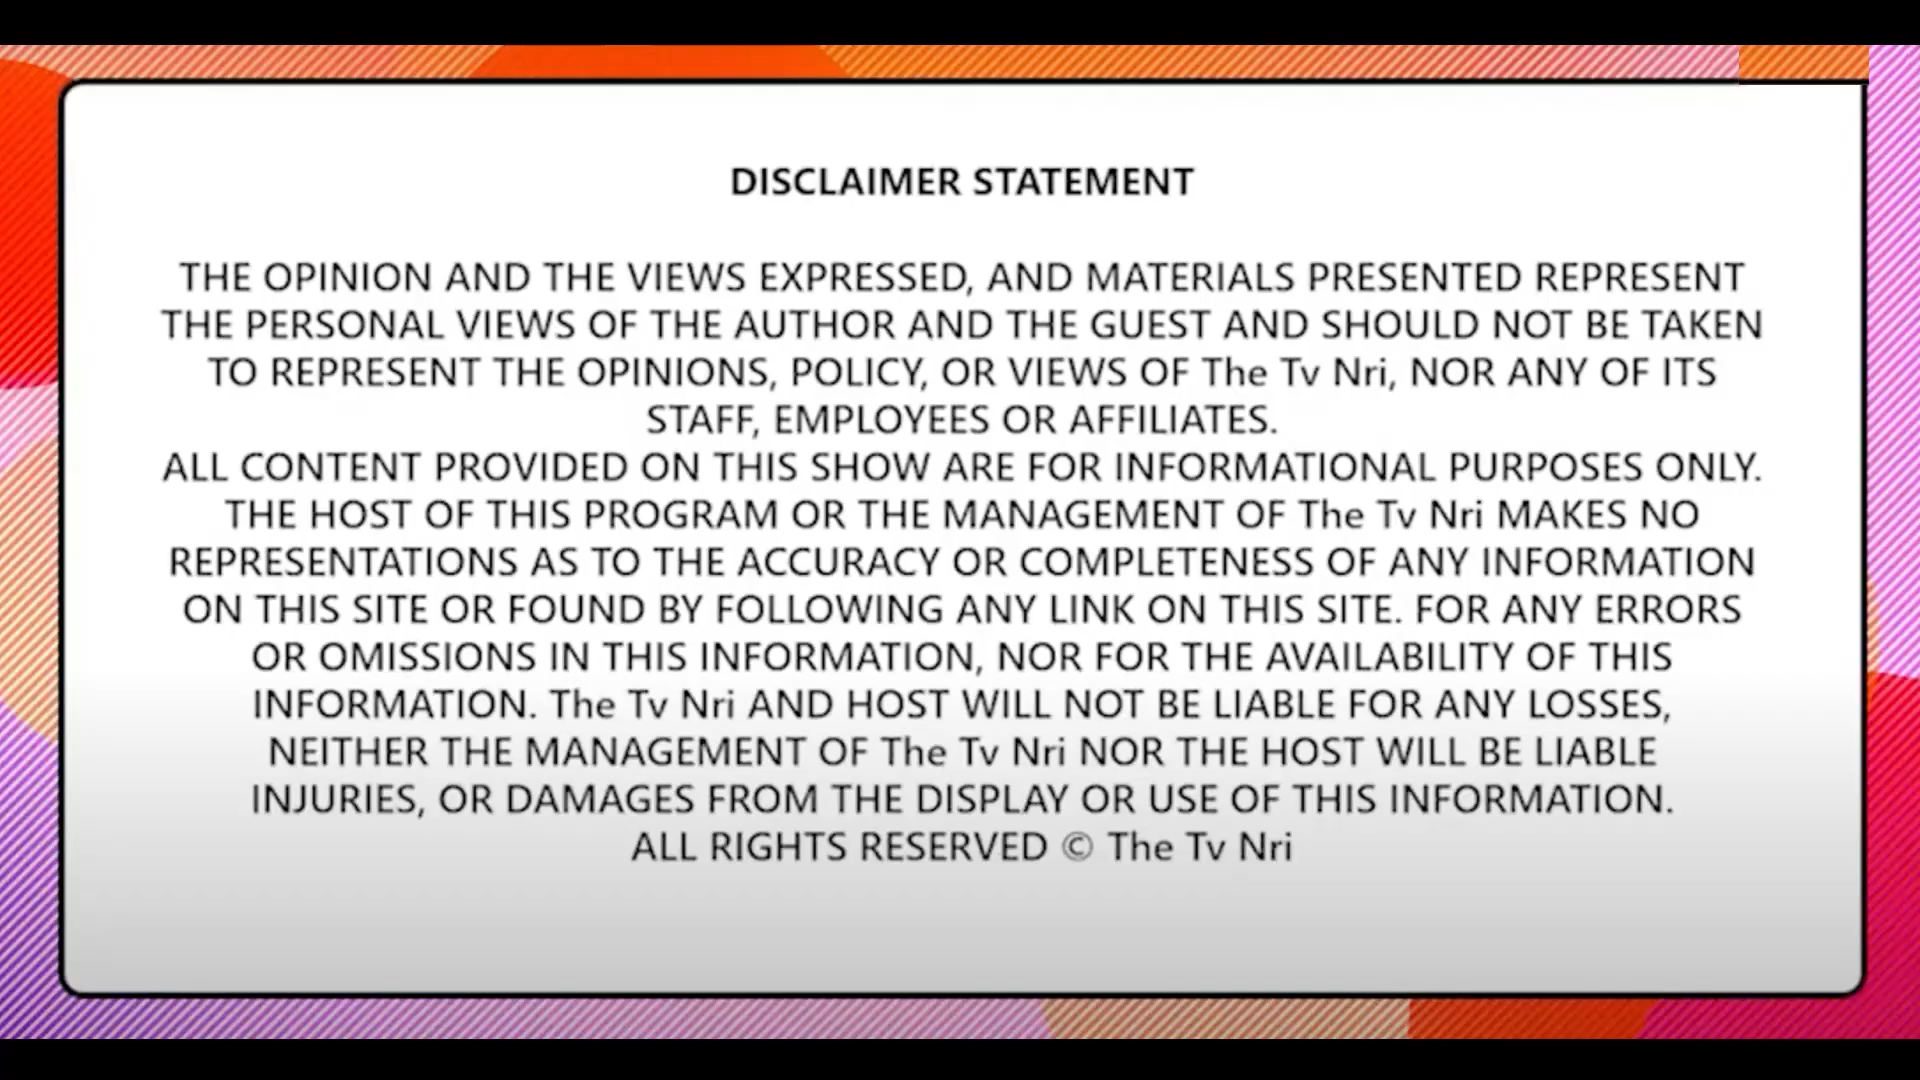 DISCLAIMER STATEMENT
THE OPINION AND THE VIEWS EXPRESSED, AND MATERIALS PRESENTED REPRESENT
THE PERSONAL VIEWS OF THE AUTHOR AND THE GUEST AND SHOULD NOT BE TAKEN
TO REPRESENT THE OPINIONS, POLICY, OR VIEWS OF The Tv Nri, NOR ANY OF ITS
STAFF, EMPLOYEES OR AFFILIATES.
ALL CONTENT PROVIDED ON THIS SHOW ARE FOR INFORMATIONAL PURPOSES ONLY.
THE HOST OF THIS PROGRAM OR THE MANAGEMENT OF The Tv Nri MAKES NO
REPRESENTATIONS AS TO THE ACCURACY OR COMPLETENESS OF ANY INFORMATION
ON THIS SITE OR FOUND BY FOLLOWING ANY LINK ON THIS SITE. FOR ANY ERRORS
OR OMISSIONS IN THIS INFORMATION, NOR FOR THE AVAILABILITY OF THIS
INFORMATION. The Tv Nri AND HOST WILL NOT BE LIABLE FOR ANY LOSSES,
NEITHER THE MANAGEMENT OF The Tv Nri NOR THE HOST WILL BE LIABLE
INJURIES, OR DAMAGES FROM THE DISPLAY OR USE OF THIS INFORMATION.
ALL RIGHTS RESERVED © The Tv Nri